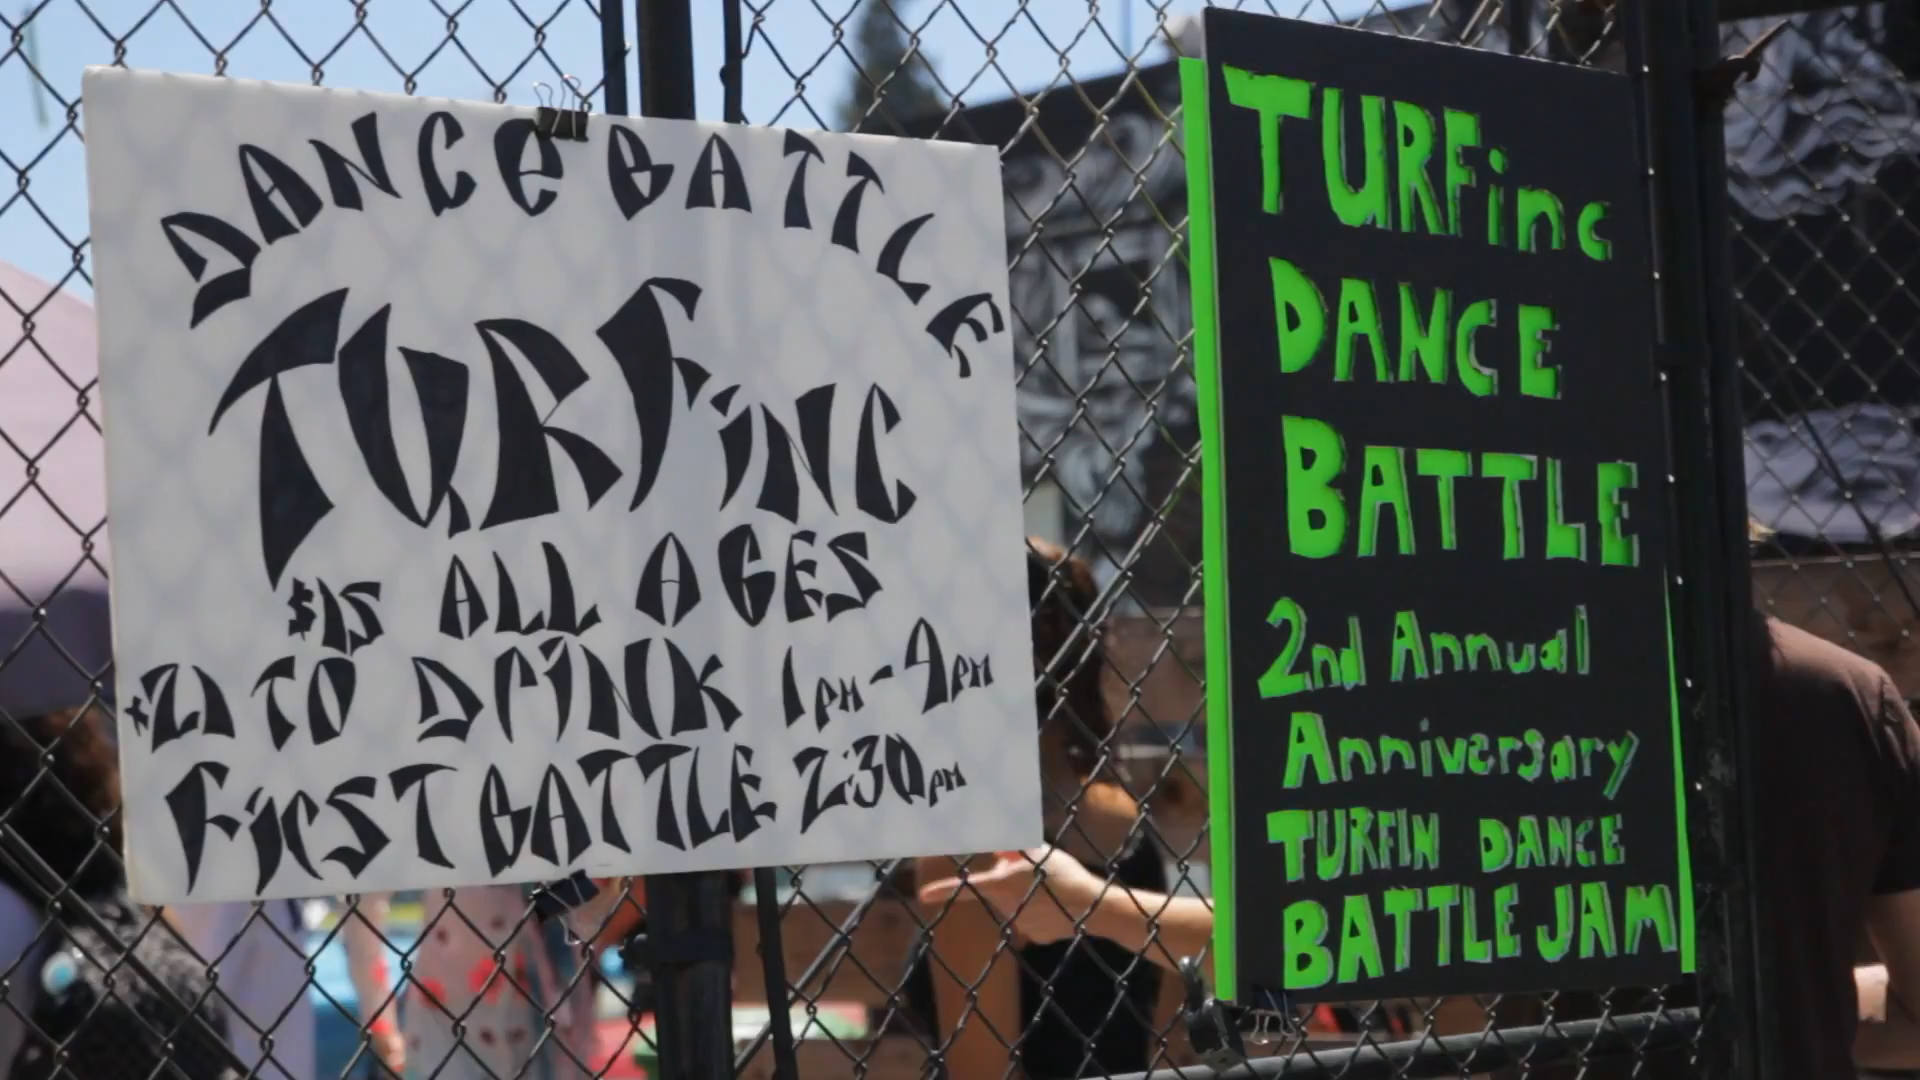 DANCE BATTLE
TURFiNC
$15 ALL AGES
*21 TO DriNK 1PM-9PM
FirST BATTLE 2:30PM
TURFinc
DANCE
BATTLE
2nd Annual
Anniversary
TURFIN DANCE
BATTLE JAM